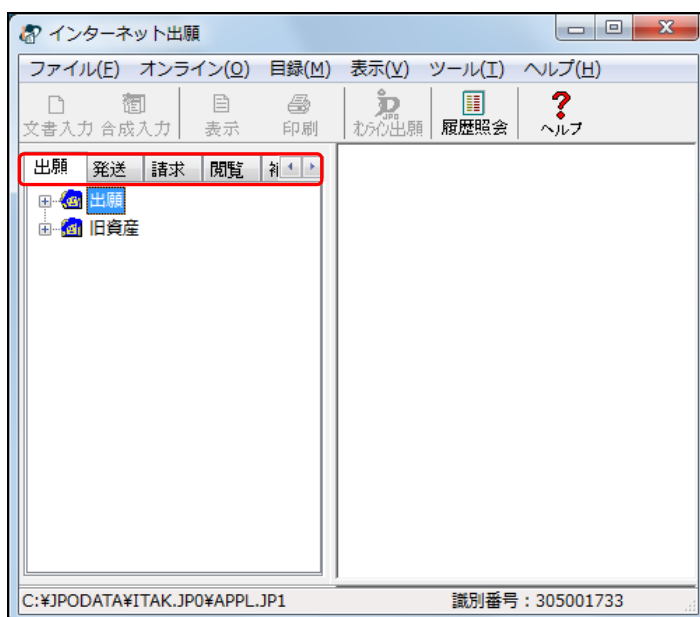 インターネット出願
ファイル(F) オンライン(O) 目録(M) 表示(V) ツール(T) ヘルプ(H)
文書入力 合成入力 表示 印刷 ｵﾝﾗｲﾝ出願 履歴照会 ヘルプ
出願 発送 請求 閲覧
出願
旧資産
C:¥JPODATA¥ITAK.JP0¥APPL.JP1 識別番号：305001733